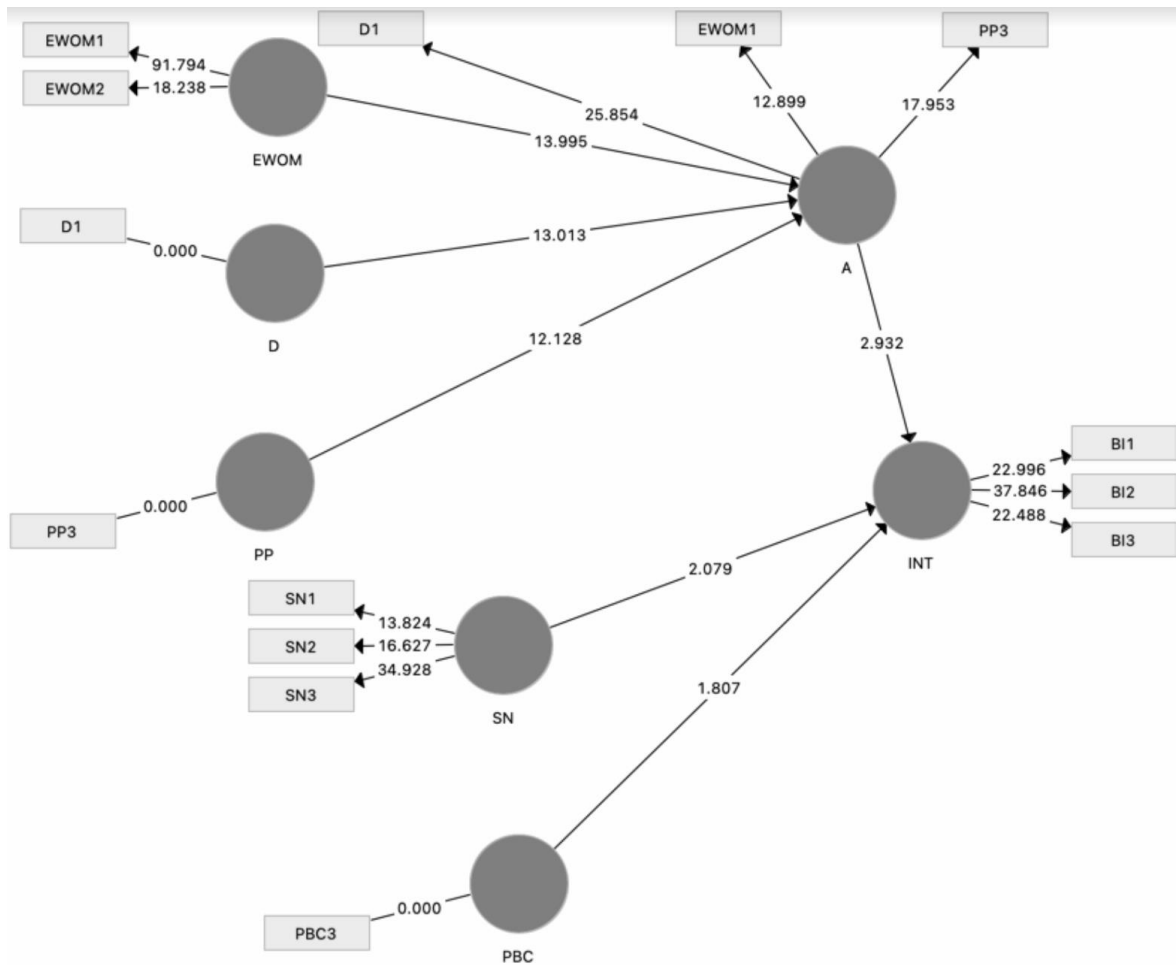 D1
EWOM1
PP3
EWOM1
91.794
EWOM2
18.238
EWOM
12.899
17.953
25.854
13.995
D1
0.000
D
13.013
A
12.128
2.932
PP3
0.000
PP
BI1
22.996
BI2
37.846
BI3
22.488
INT
SN1
13.824
SN2
16.627
SN3
34.928
SN
2.079
1.807
PBC3
0.000
PBC